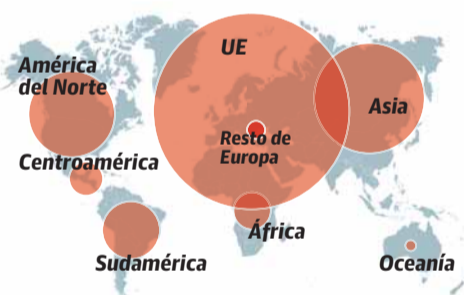 UE
América
del Norte
Asia
Resto de
Europa
Centroamérica
África
Sudamérica
Oceanía